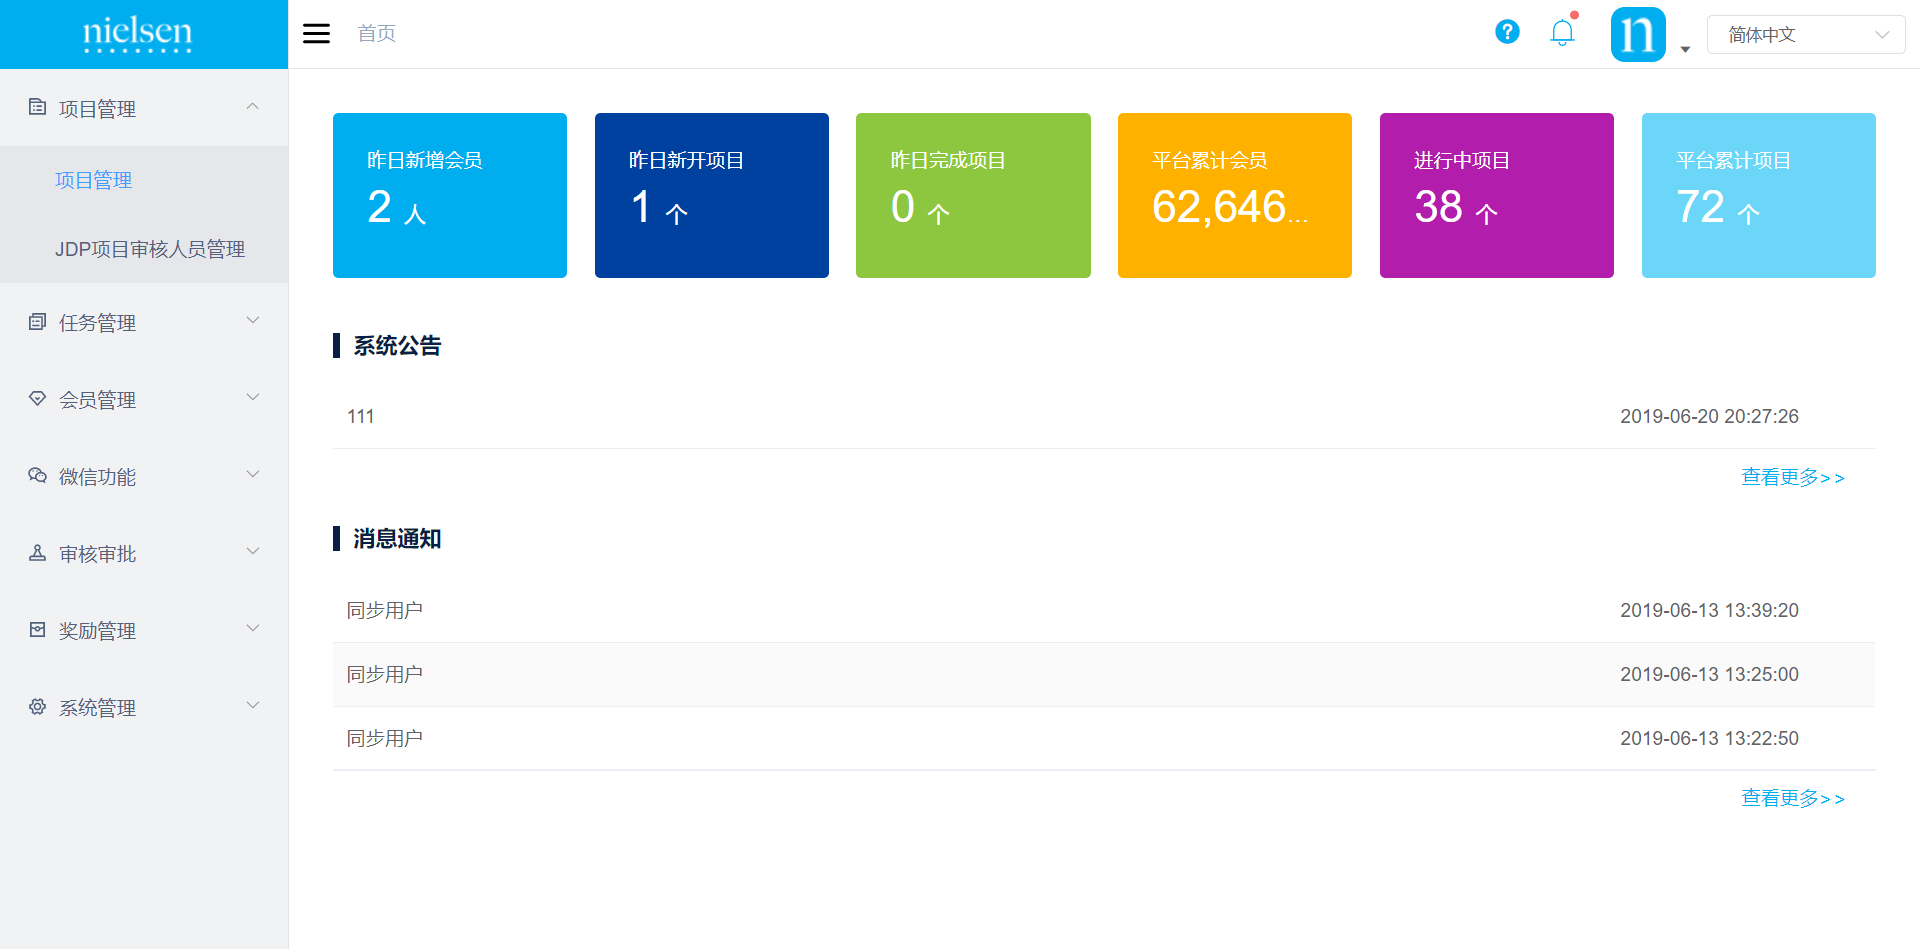 nielsen
首页
?
n
简体中文
项目管理
项目管理
JDP项目审核人员管理
任务管理
会员管理
微信功能
审核审批
奖励管理
系统管理
昨日新增会员
2 人
昨日新开项目
1 个
昨日完成项目
0 个
平台累计会员
62,646...
进行中项目
38 个
平台累计项目
72 个
系统公告
111 2019-06-20 20:27:26
查看更多>>
消息通知
同步用户 2019-06-13 13:39:20
同步用户 2019-06-13 13:25:00
同步用户 2019-06-13 13:22:50
查看更多>>